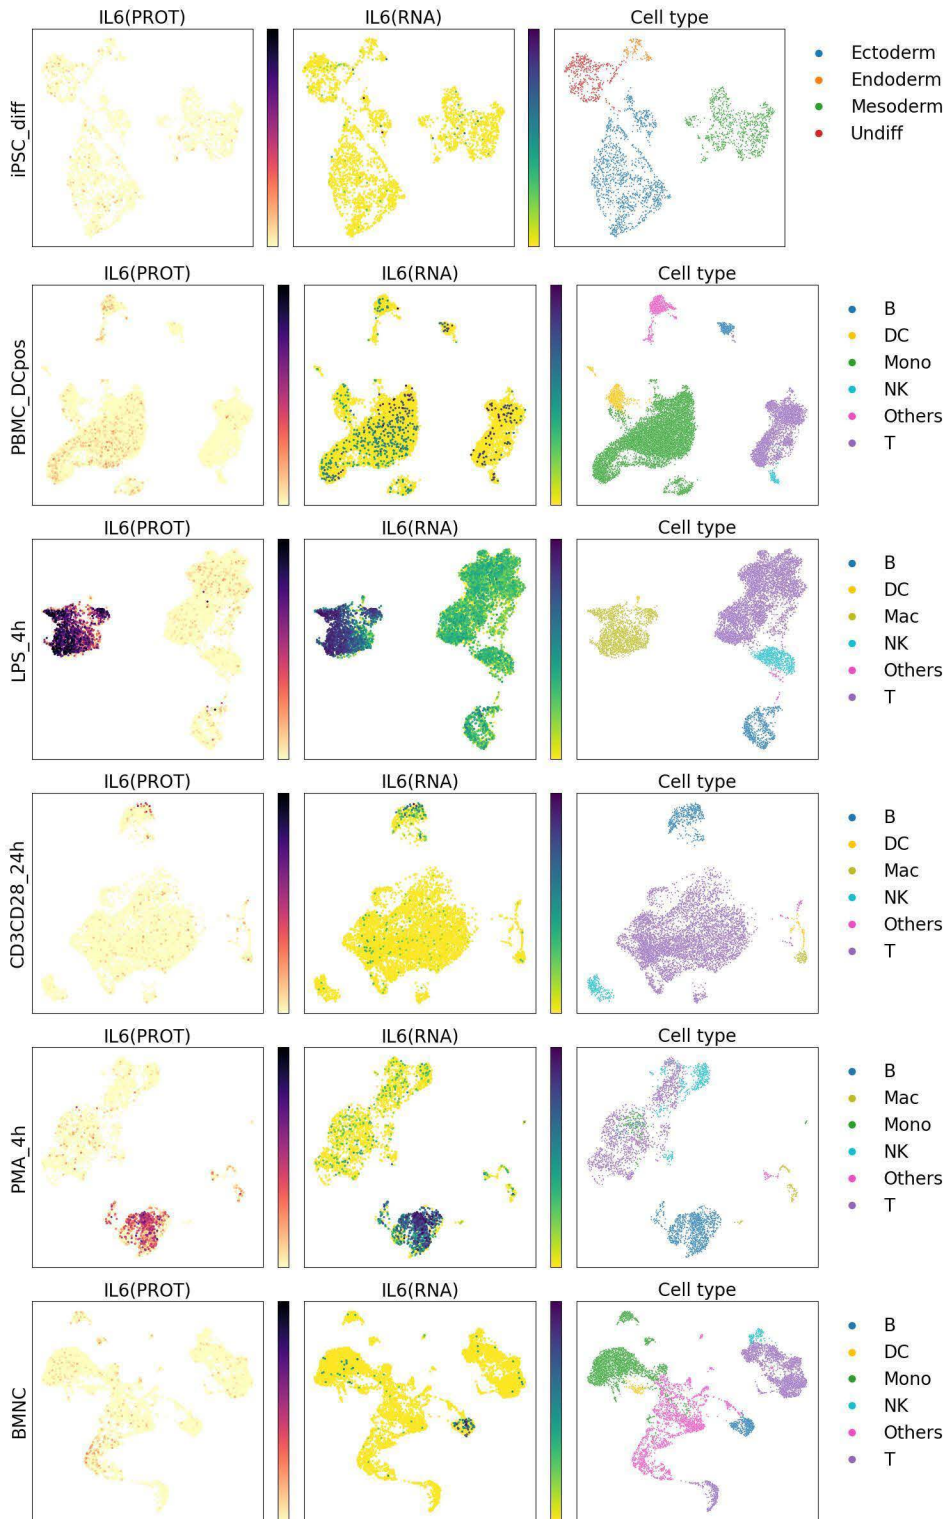 IL6(PROT) IL6(RNA) Cell type
iPSC_diff
Ectoderm
Endoderm
Mesoderm
Undiff
IL6(PROT) IL6(RNA) Cell type
PBMC_DCpos
B
DC
Mono
NK
Others
T
IL6(PROT) IL6(RNA) Cell type
LPS_4h
B
DC
Mac
NK
Others
T
IL6(PROT) IL6(RNA) Cell type
CD3CD28_24h
B
DC
Mac
NK
Others
T
IL6(PROT) IL6(RNA) Cell type
PMA_4h
B
Mac
Mono
NK
Others
T
IL6(PROT) IL6(RNA) Cell type
BMNC
B
DC
Mono
NK
Others
T